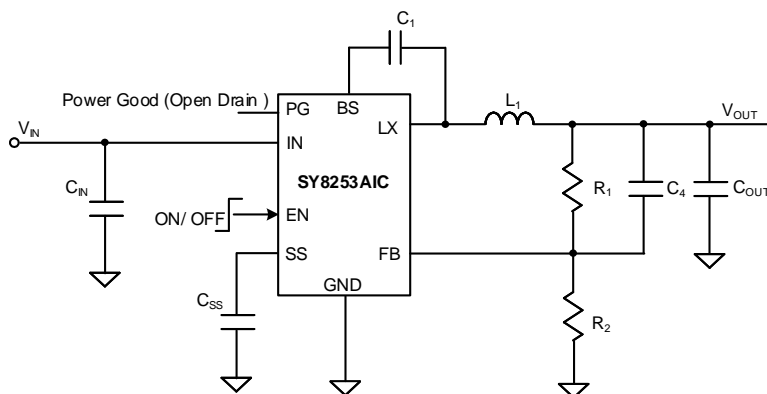 C1
Power Good (Open Drain )
PG
BS
LX
L1
VOUT
VIN
IN
SY8253AIC
CIN
R1
C4
COUT
ON/ OFF
EN
SS
FB
CSS
GND
R2